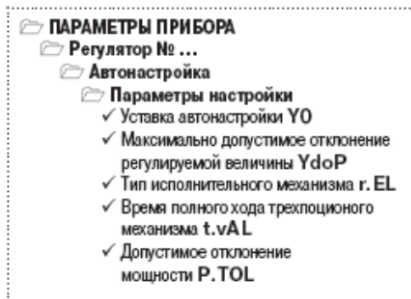 ПАРАМЕТРЫ ПРИБОРА
Регулятор № ...
Автонастройка
Параметры настройки
✓ Уставка автонастройки Y0
✓ Максимально допустимое отклонение
регулируемой величины YdoP
✓ Тип исполнительного механизма r. EL
✓ Время полного хода трехпоционого
механизма t.vAL
✓ Допустимое отклонение
мощности P.TOL